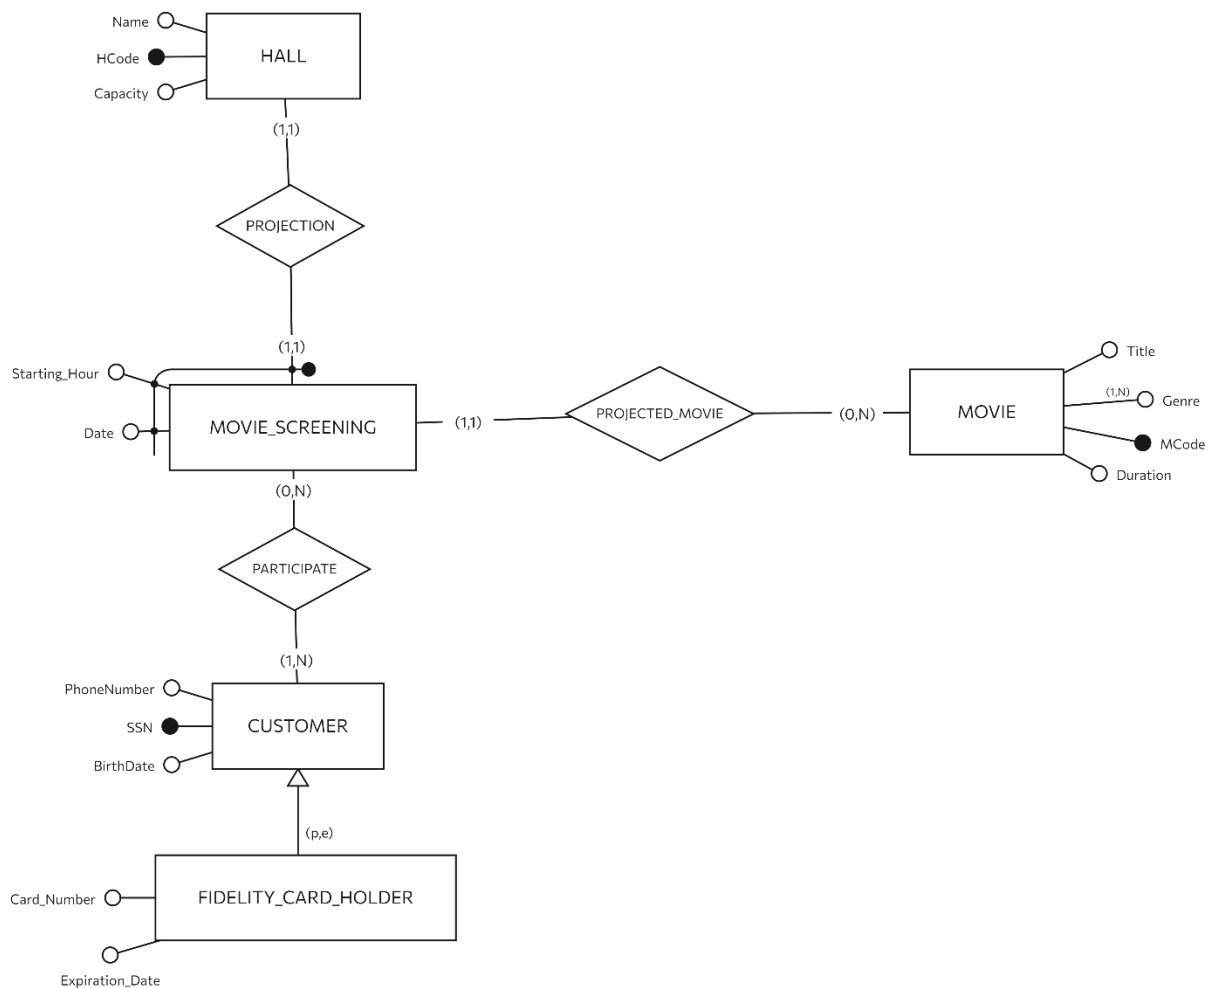 Name
HCode
Capacity
HALL
(1,1)
PROJECTION
(1,1)
Starting_Hour
Date
MOVIE_SCREENING
(1,1)
PROJECTED_MOVIE
(0,N)
MOVIE
Title
(1,N)
Genre
MCode
Duration
(0,N)
PARTICIPATE
(1,N)
PhoneNumber
SSN
BirthDate
CUSTOMER
(p,e)
Card_Number
FIDELITY_CARD_HOLDER
Expiration_Date